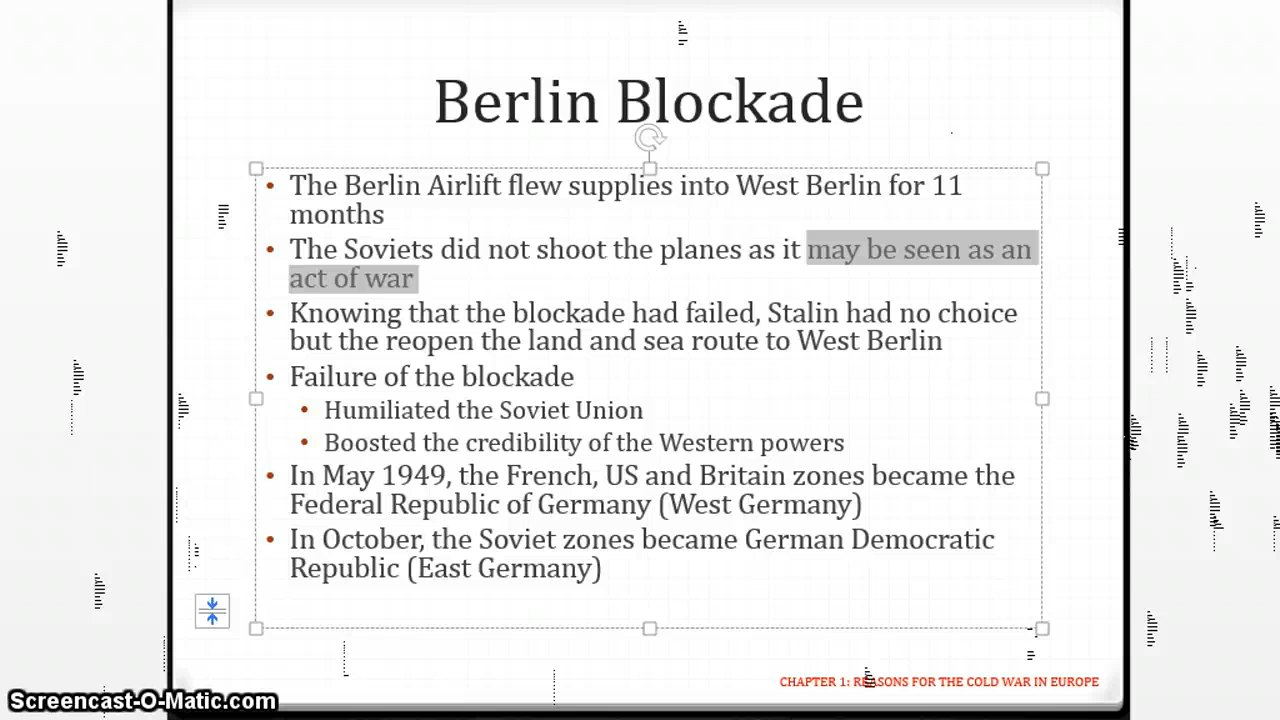 Berlin Blockade
• The Berlin Airlift flew supplies into West Berlin for 11
months
• The Soviets did not shoot the planes as it may be seen as an
act of war
• Knowing that the blockade had failed, Stalin had no choice
but the reopen the land and sea route to West Berlin
• Failure of the blockade
• Humiliated the Soviet Union
• Boosted the credibility of the Western powers
• In May 1949, the French, US and Britain zones became the
Federal Republic of Germany (West Germany)
• In October, the Soviet zones became German Democratic
Republic (East Germany)
CHAPTER 1: REASONS FOR THE COLD WAR IN EUROPE
Screencast-O-Matic.com